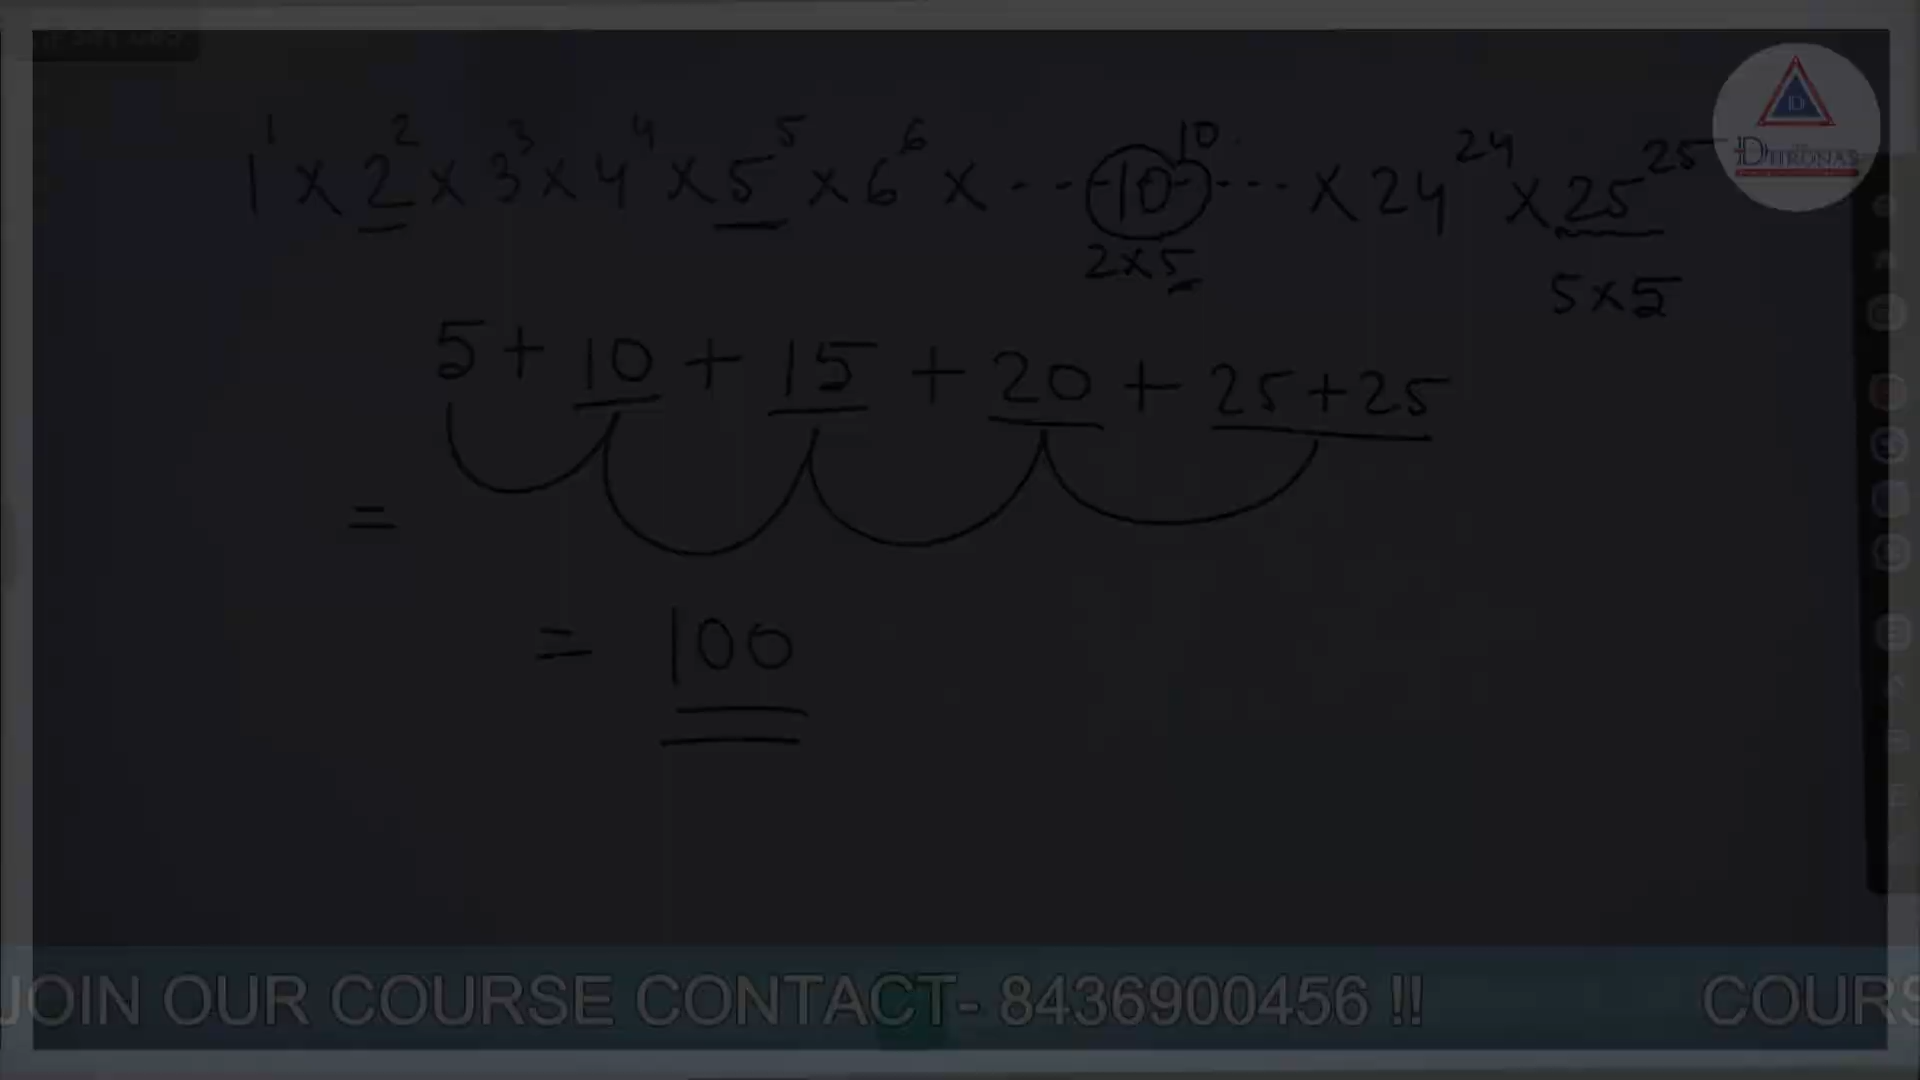 1¹ × 2² × 3³ × 4⁴ × 5⁵ × 6⁶ × ---10¹⁰--- × 24²⁴ × 25²⁵
2×5
5×5
5 + 10 + 15 + 20 + 25+25
=
= 100
JOIN OUR COURSE CONTACT- 8436900456 !! COURS